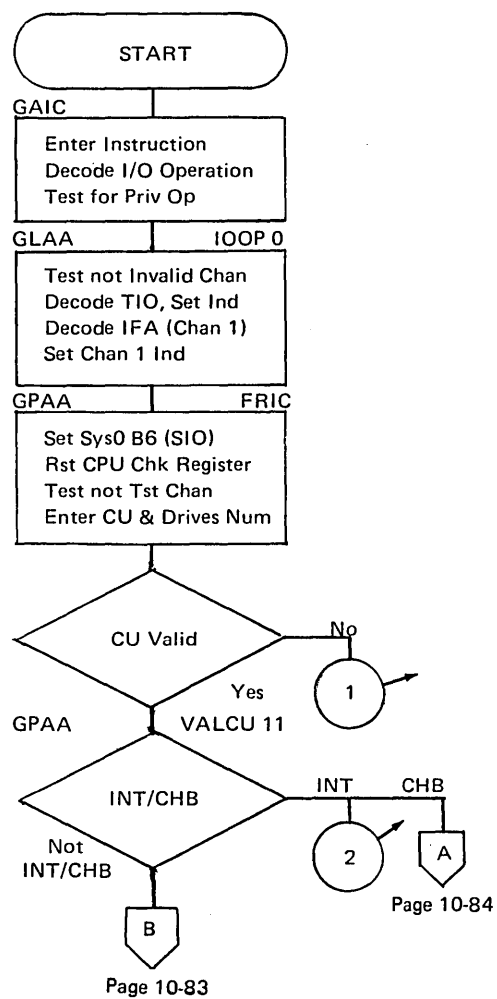 START
GAIC
Enter Instruction
Decode I/O Operation
Test for Priv Op
GLAA IOOP 0
Test not Invalid Chan
Decode TIO, Set Ind
Decode IFA (Chan 1)
Set Chan 1 Ind
GPAA FRIC
Set Sys0 B6 (SIO)
Rst CPU Chk Register
Test not Tst Chan
Enter CU & Drives Num
CU Valid
No
1
Yes
GPAA VALCU 11
INT/CHB
INT CHB
2
A
Page 10-84
Not
INT/CHB
B
Page 10-83